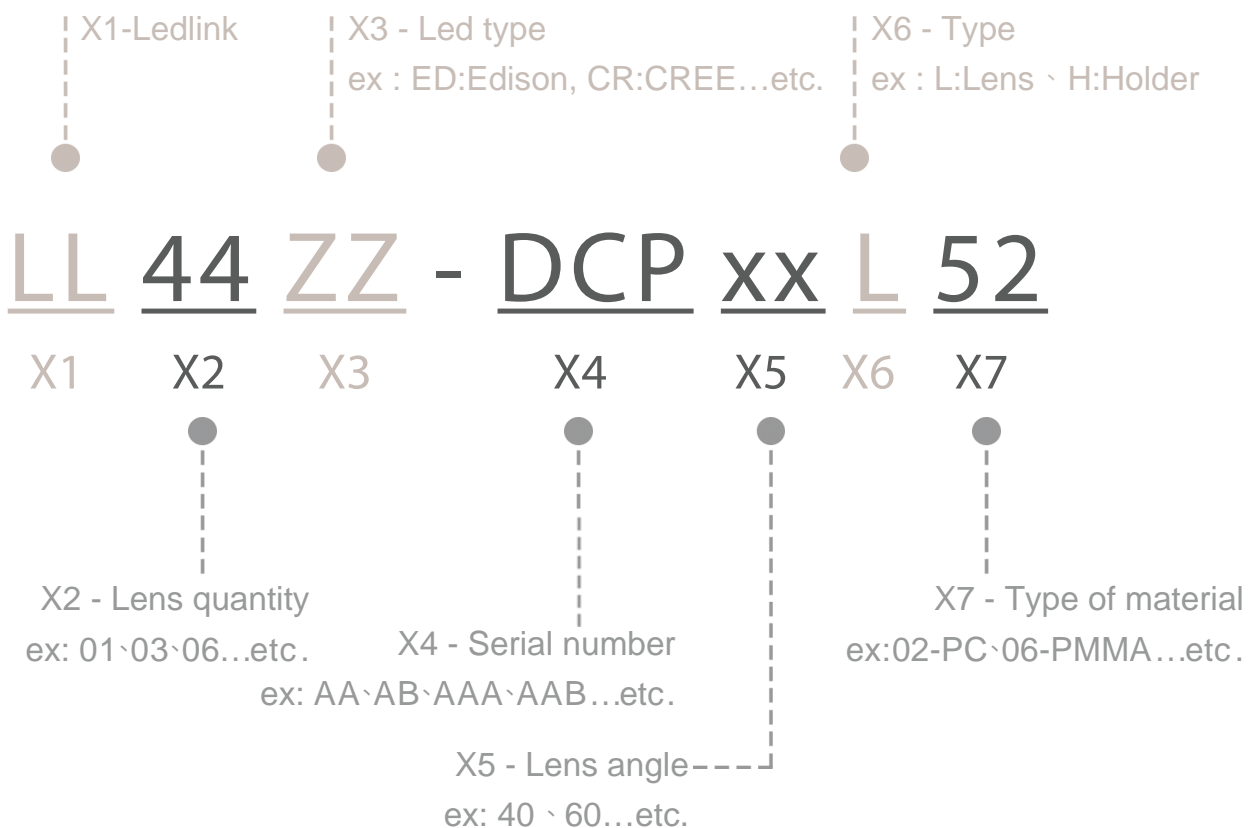 X1-Ledlink
X3 - Led type
ex : ED:Edison, CR:CREE…etc.
X6 - Type
ex : L:Lens、H:Holder
LL 44 ZZ - DCP xx L 52
X1 X2 X3 X4 X5 X6 X7
X2 - Lens quantity
ex: 01、03、06…etc.
X4 - Serial number
ex: AA、AB、AAA、AAB…etc.
X7 - Type of material
ex:02-PC、06-PMMA…etc.
X5 - Lens angle
ex: 40、60…etc.